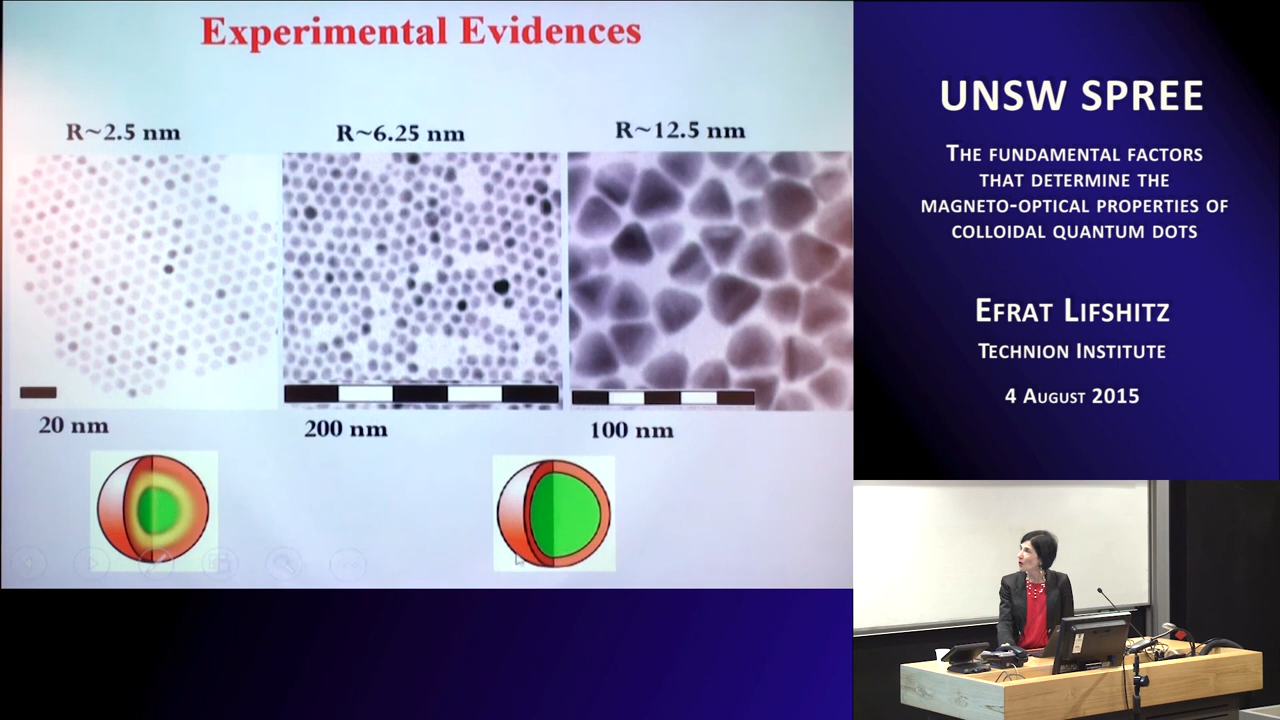 Experimental Evidences
R~2.5 nm
R~6.25 nm
R~12.5 nm
20 nm
200 nm
100 nm
UNSW SPREE
The fundamental factors
that determine the
magneto-optical properties of
colloidal quantum dots
Efrat Lifshitz
Technion Institute
4 August 2015